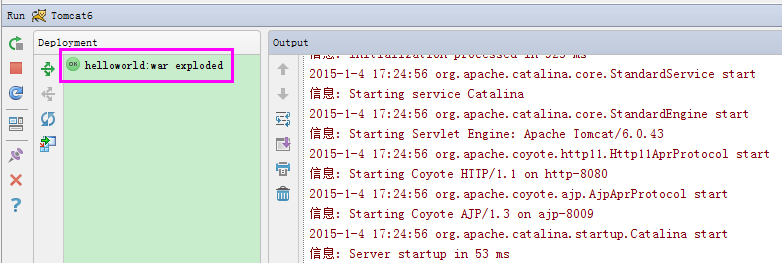 Run Tomcat6
Deployment
OK helloworld:war exploded
Output
信息: Initialization processed in 523 ms
2015-1-4 17:24:56 org.apache.catalina.core.StandardService start
信息: Starting service Catalina
2015-1-4 17:24:56 org.apache.catalina.core.StandardEngine start
信息: Starting Servlet Engine: Apache Tomcat/6.0.43
2015-1-4 17:24:56 org.apache.coyote.http11.Http11AprProtocol start
信息: Starting Coyote HTTP/1.1 on http-8080
2015-1-4 17:24:56 org.apache.coyote.ajp.AjpAprProtocol start
信息: Starting Coyote AJP/1.3 on ajp-8009
2015-1-4 17:24:56 org.apache.catalina.startup.Catalina start
信息: Server startup in 53 ms